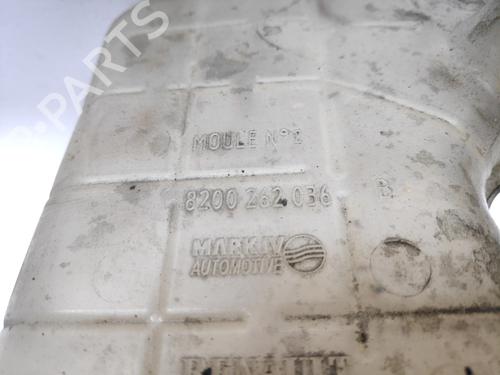 B-PARTS
MOULE N°2
8200 262 036 B
MARK IV
AUTOMOTIVE
RENAULT